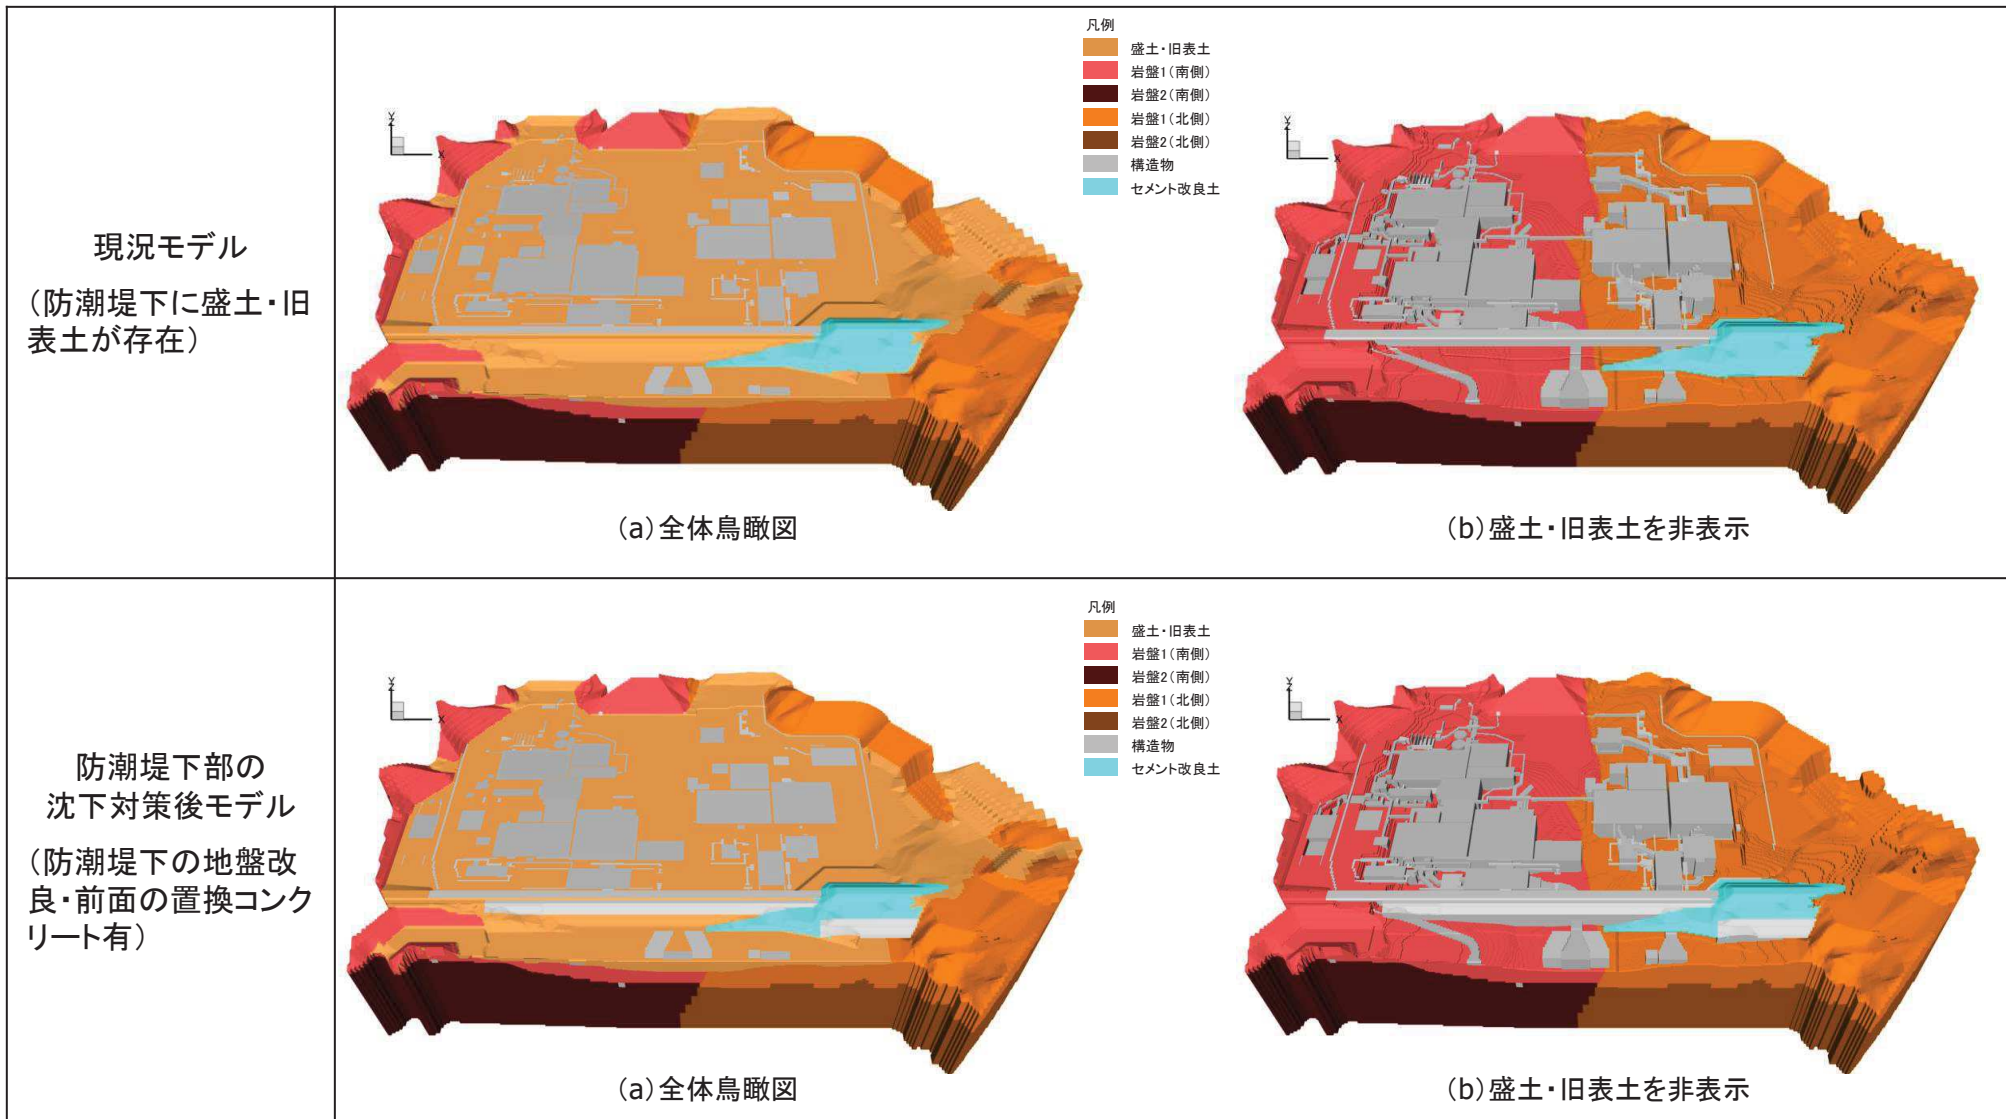 現況モデル
(防潮堤下に盛土・旧
表土が存在)
凡例
盛土・旧表土
岩盤1(南側)
岩盤2(南側)
岩盤1(北側)
岩盤2(北側)
構造物
セメント改良土
Y
Z
X
Y
Z
X
(a)全体鳥瞰図
(b)盛土・旧表土を非表示
防潮堤下部の
沈下対策後モデル
(防潮堤下の地盤改
良・前面の置換コンク
リート有)
凡例
盛土・旧表土
岩盤1(南側)
岩盤2(南側)
岩盤1(北側)
岩盤2(北側)
構造物
セメント改良土
Y
Z
X
Y
Z
X
(a)全体鳥瞰図
(b)盛土・旧表土を非表示